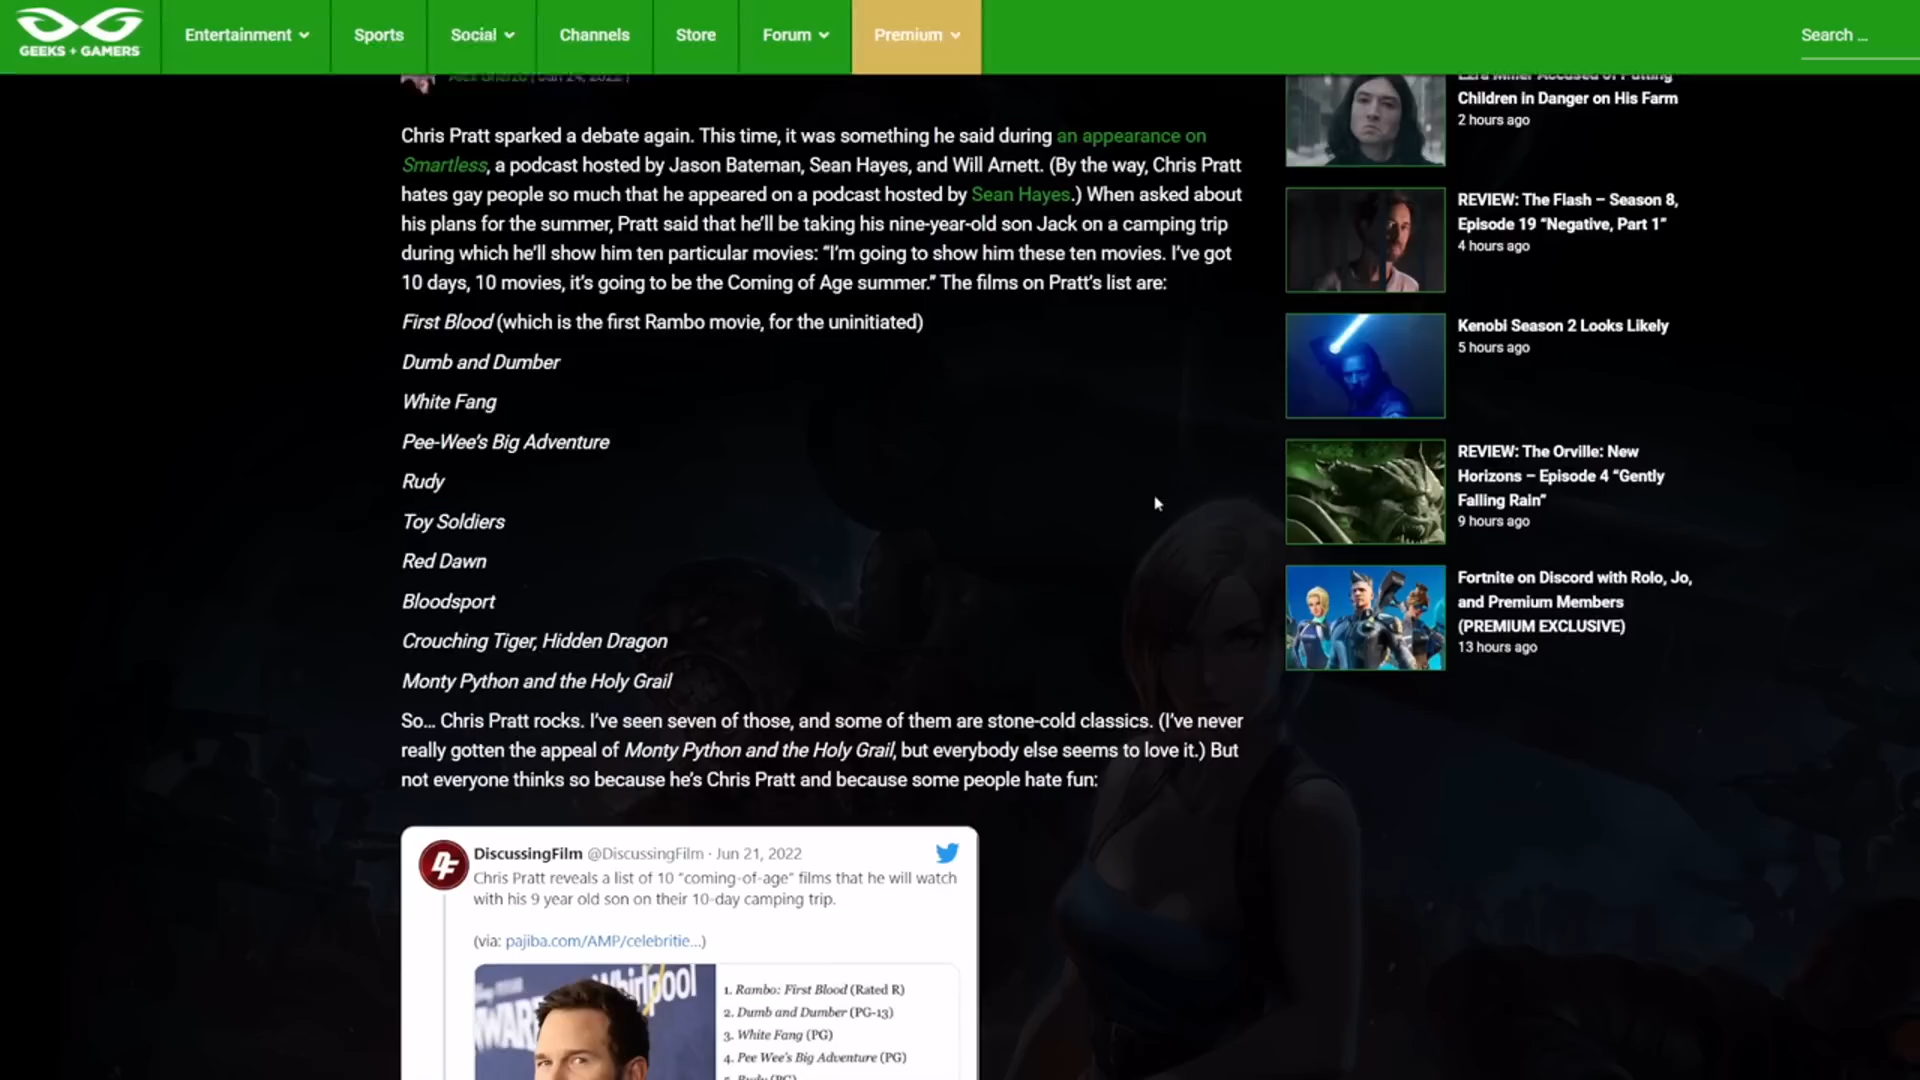 GEEKS + GAMERS
Entertainment
Sports
Social
Channels
Store
Forum
Premium
Search ...
Chris Pratt sparked a debate again. This time, it was something he said during an appearance on
Smartless, a podcast hosted by Jason Bateman, Sean Hayes, and Will Arnett. (By the way, Chris Pratt
hates gay people so much that he appeared on a podcast hosted by Sean Hayes.) When asked about
his plans for the summer, Pratt said that he'll be taking his nine-year-old son Jack on a camping trip
during which he'll show him ten particular movies: “I'm going to show him these ten movies. I've got
10 days, 10 movies, it's going to be the Coming of Age summer.” The films on Pratt's list are:
First Blood (which is the first Rambo movie, for the uninitiated)
Dumb and Dumber
White Fang
Pee-Wee's Big Adventure
Rudy
Toy Soldiers
Red Dawn
Bloodsport
Crouching Tiger, Hidden Dragon
Monty Python and the Holy Grail
So… Chris Pratt rocks. I've seen seven of those, and some of them are stone-cold classics. (I've never
really gotten the appeal of Monty Python and the Holy Grail, but everybody else seems to love it.) But
not everyone thinks so because he's Chris Pratt and because some people hate fun:
DiscussingFilm @DiscussingFilm · Jun 21, 2022
Chris Pratt reveals a list of 10 “coming-of-age” films that he will watch
with his 9 year old son on their 10-day camping trip.
(via: pajiba.com/AMP/celebritie...)
Whirlpool
WAR
1. Rambo: First Blood (Rated R)
2. Dumb and Dumber (PG-13)
3. White Fang (PG)
4. Pee Wee's Big Adventure (PG)
5. Rudy (PG)
Ezra Miller Accused of Putting
Children in Danger on His Farm
2 hours ago
REVIEW: The Flash – Season 8,
Episode 19 “Negative, Part 1”
4 hours ago
Kenobi Season 2 Looks Likely
5 hours ago
REVIEW: The Orville: New
Horizons – Episode 4 “Gently
Falling Rain”
9 hours ago
Fortnite on Discord with Rolo, Jo,
and Premium Members
(PREMIUM EXCLUSIVE)
13 hours ago